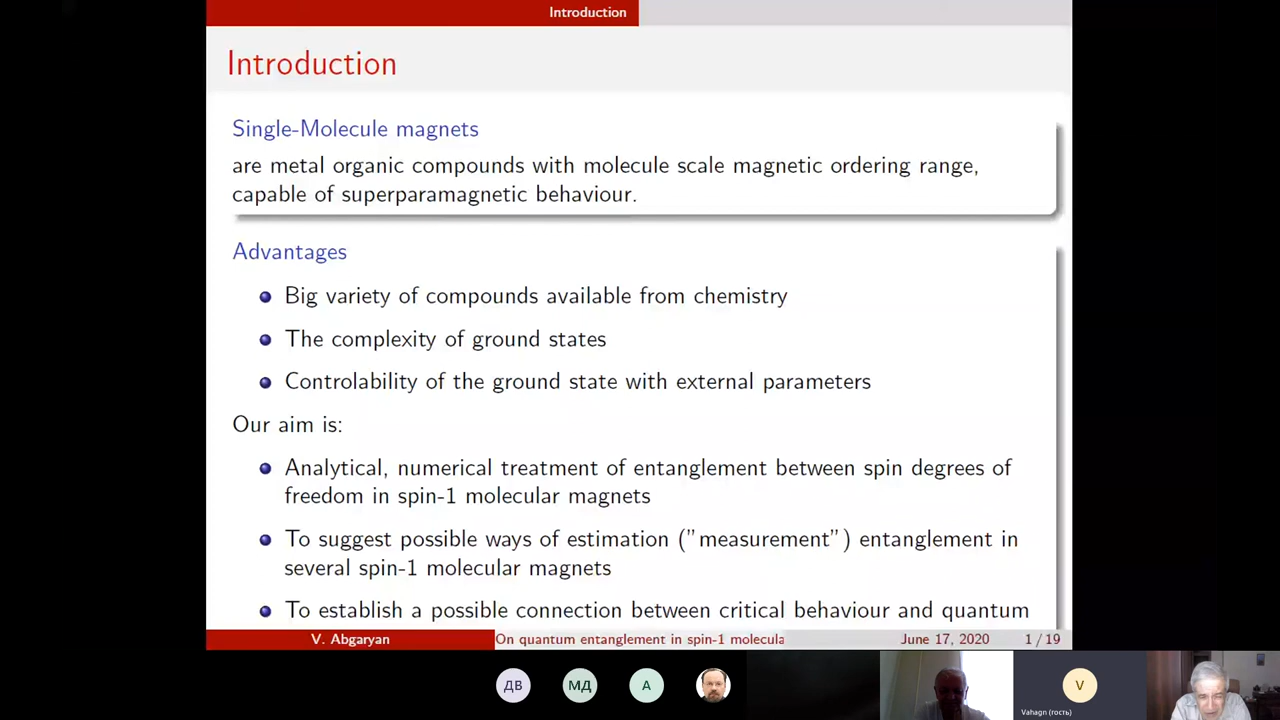 Introduction
Introduction
Single-Molecule magnets
are metal organic compounds with molecule scale magnetic ordering range,
capable of superparamagnetic behaviour.
Advantages
Big variety of compounds available from chemistry
The complexity of ground states
Controlability of the ground state with external parameters
Our aim is:
Analytical, numerical treatment of entanglement between spin degrees of
freedom in spin-1 molecular magnets
To suggest possible ways of estimation ("measurement") entanglement in
several spin-1 molecular magnets
To establish a possible connection between critical behaviour and quantum
V. Abgaryan On quantum entanglement in spin-1 molecula June 17, 2020 1 / 19
ДВ МД A V
Vahagn (гость)